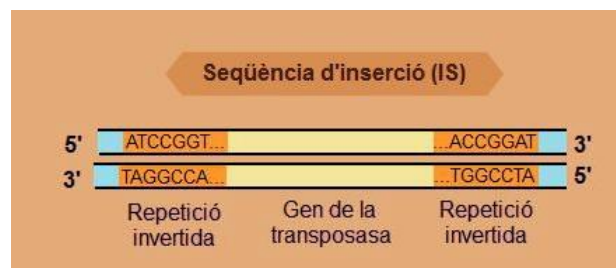 Seqüència d'inserció (IS)
5' ATCCGGT... ...ACCGGAT 3'
3' TAGGCCA... ...TGGCCTA 5'
Repetició invertida
Gen de la transposasa
Repetició invertida